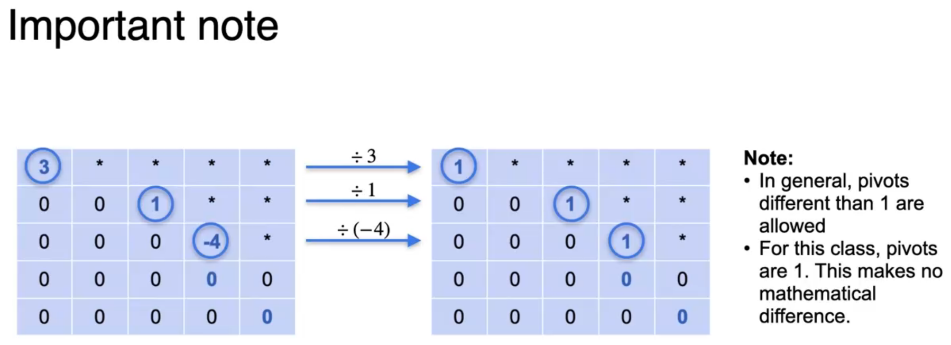 Important note
3 * * * *
0 0 1 * *
0 0 0 -4 *
0 0 0 0 0
0 0 0 0 0
÷ 3
÷ 1
÷ (−4)
1 * * * *
0 0 1 * *
0 0 0 1 *
0 0 0 0 0
0 0 0 0 0
Note:
• In general, pivots
different than 1 are
allowed
• For this class, pivots
are 1. This makes no
mathematical
difference.